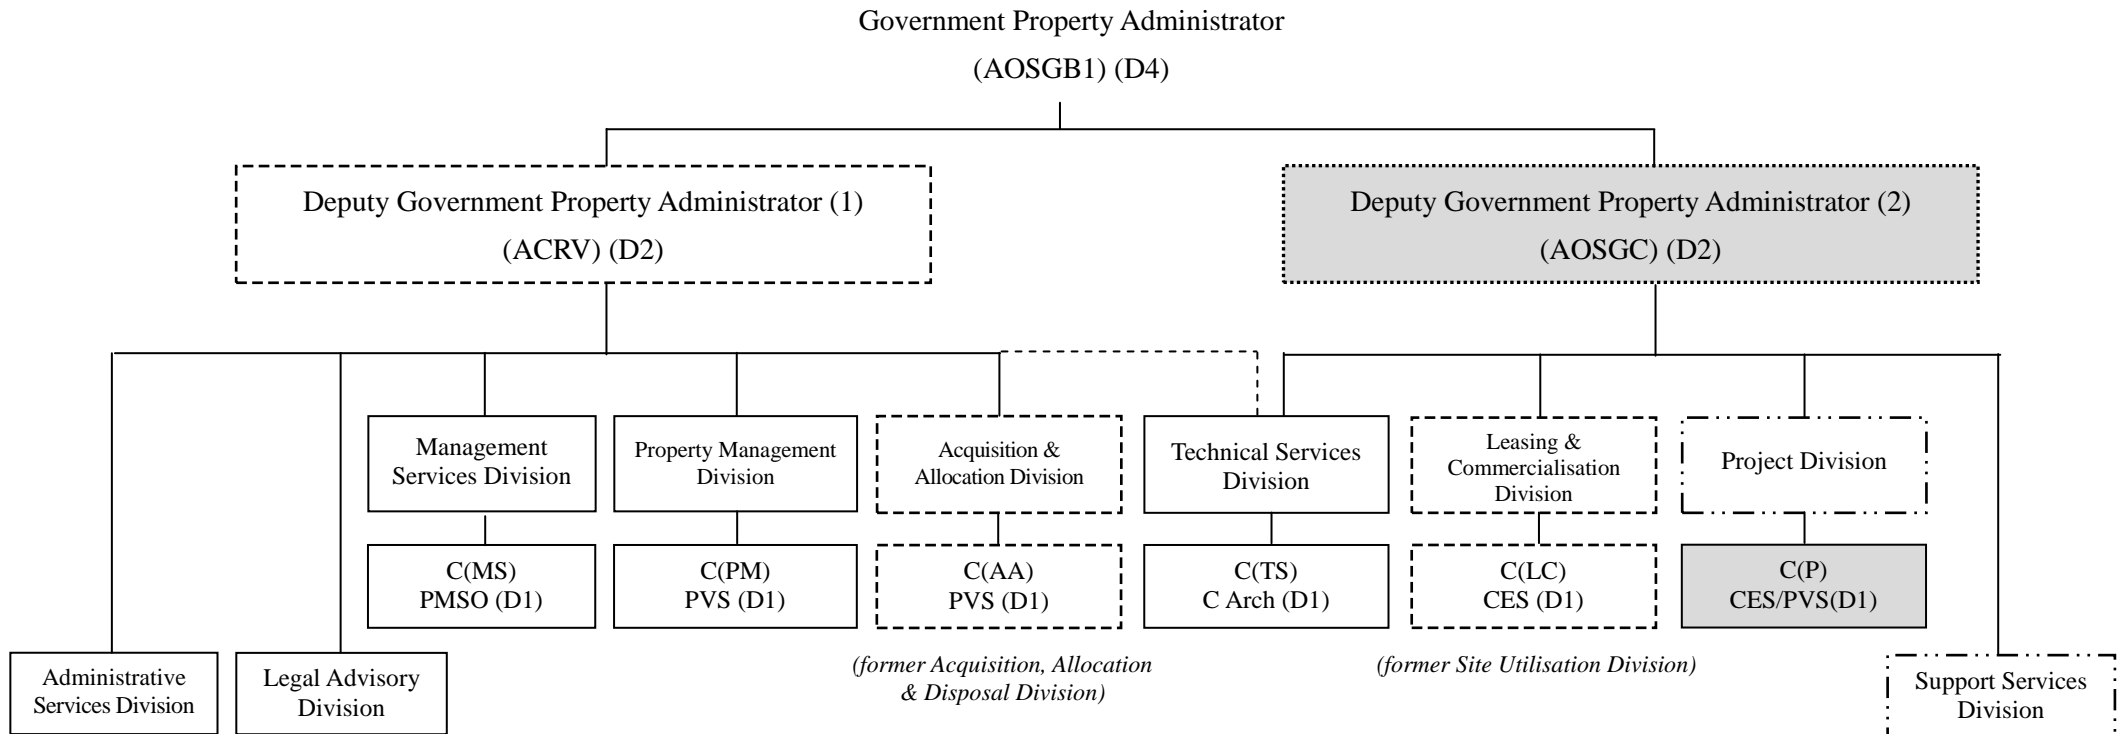 Government Property Administrator
(AOSGB1) (D4)
Deputy Government Property Administrator (1)
(ACRV) (D2)
Deputy Government Property Administrator (2)
(AOSGC) (D2)
Management
Services Division
Property Management
Division
Acquisition &
Allocation Division
Technical Services
Division
Leasing &
Commercialisation
Division
Project Division
C(MS)
PMSO (D1)
C(PM)
PVS (D1)
C(AA)
PVS (D1)
C(TS)
C Arch (D1)
C(LC)
CES (D1)
C(P)
CES/PVS(D1)
Administrative
Services Division
Legal Advisory
Division
(former Acquisition, Allocation
& Disposal Division)
(former Site Utilisation Division)
Support Services
Division